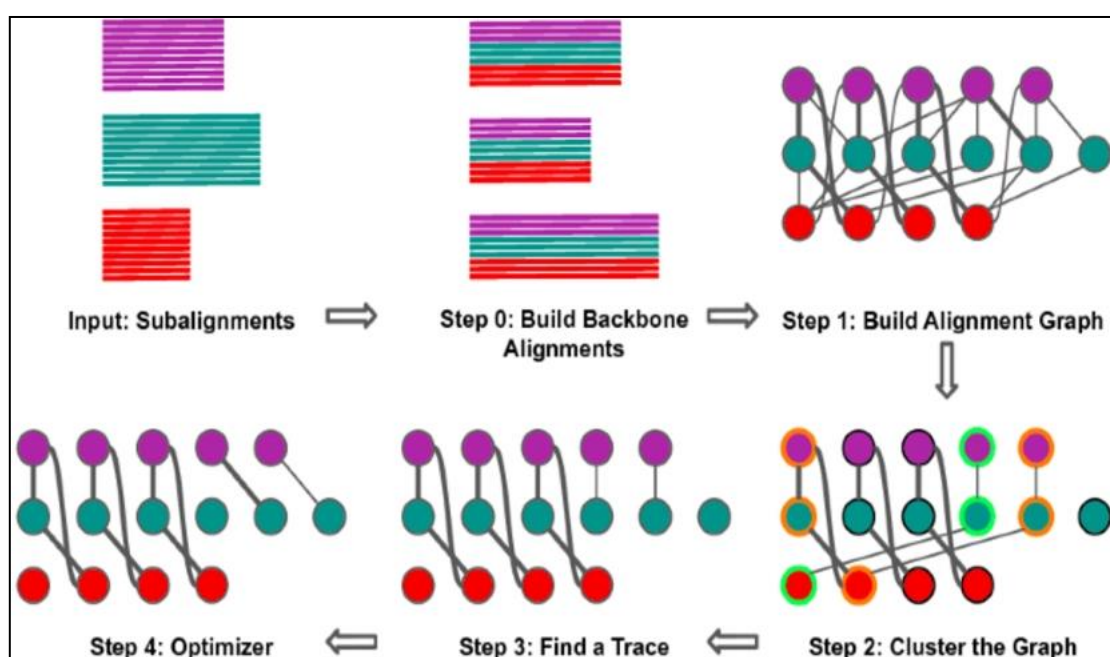 Input: Subalignments
Step 0: Build Backbone
Alignments
Step 1: Build Alignment Graph
Step 4: Optimizer
Step 3: Find a Trace
Step 2: Cluster the Graph